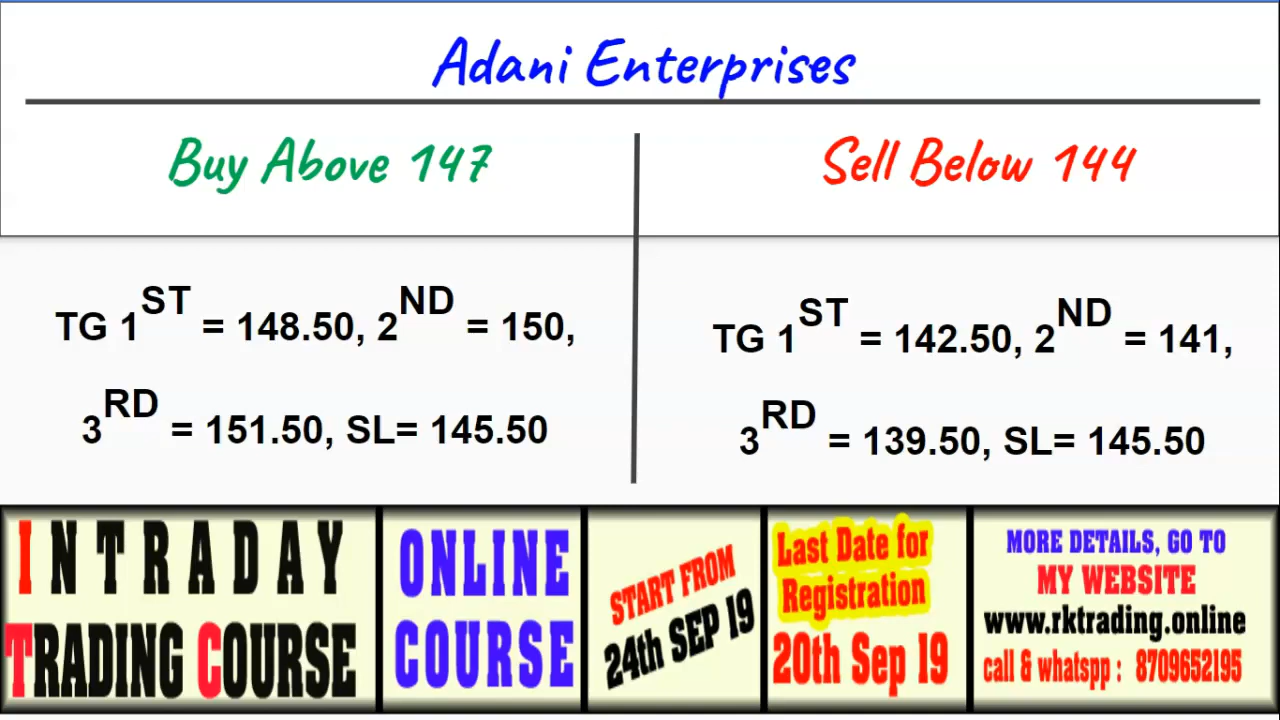 Adani Enterprises
Buy Above 147
TG 1ST = 148.50, 2ND = 150,
3RD = 151.50, SL= 145.50
Sell Below 144
TG 1ST = 142.50, 2ND = 141,
3RD = 139.50, SL= 145.50
INTRADAY
TRADING COURSE
ONLINE
COURSE
START FROM
24th SEP 19
Last Date for
Registration
20th Sep 19
MORE DETAILS, GO TO
MY WEBSITE
www.rktrading.online
call & whatspp : 8709652195